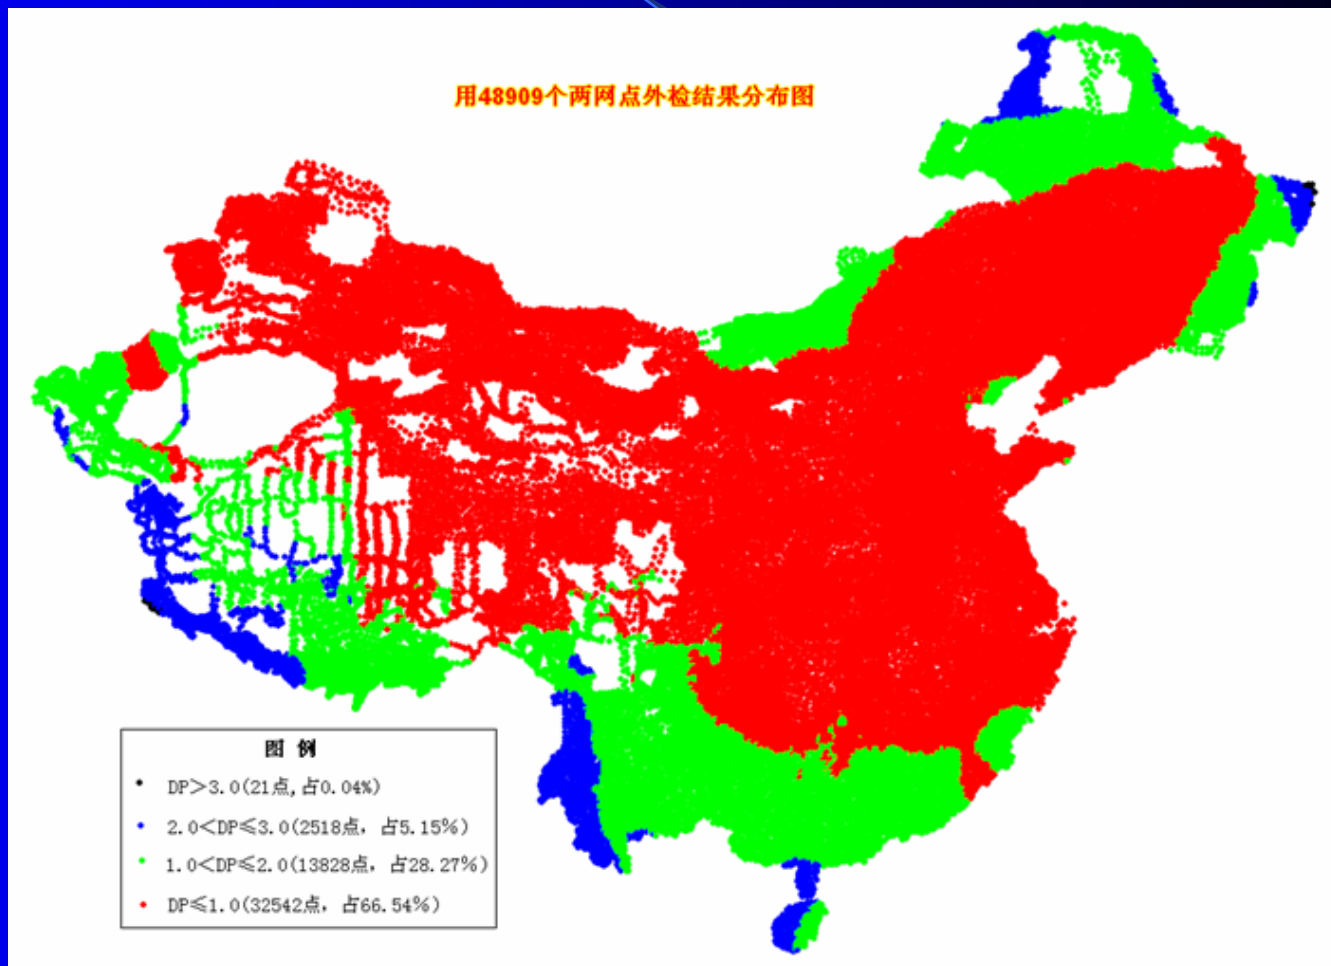 用48909个两网点外检结果分布图
图 例
DP＞3.0(21点,占0.04%)
2.0＜DP≤3.0(2518点，占5.15%)
1.0＜DP≤2.0(13828点，占28.27%)
DP≤1.0(32542点，占66.54%)